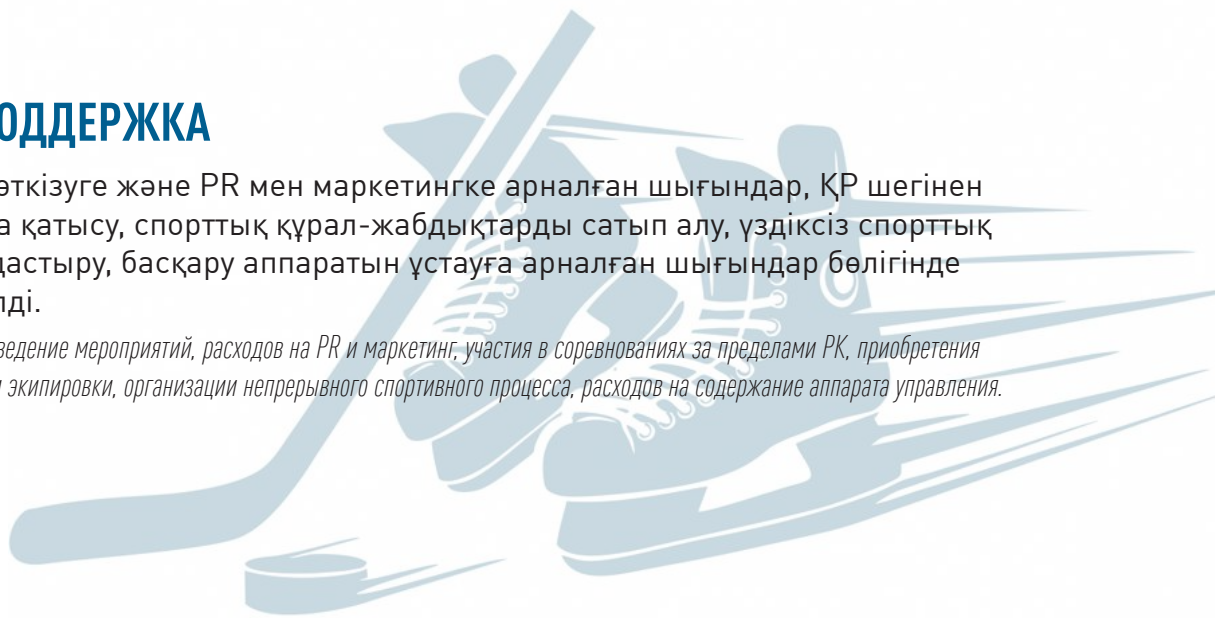 ОДДЕРЖКА
өткізуге және PR мен маркетингке арналған шығындар, ҚР шегінен
а қатысу, спорттық құрал-жабдықтарды сатып алу, үздіксіз спорттық
дастыру, басқару аппаратын ұстауға арналған шығындар бөлігінде
лді.
ведение мероприятий, расходов на PR и маркетинг, участия в соревнованиях за пределами РК, приобретения
и экипировки, организации непрерывного спортивного процесса, расходов на содержание аппарата управления.